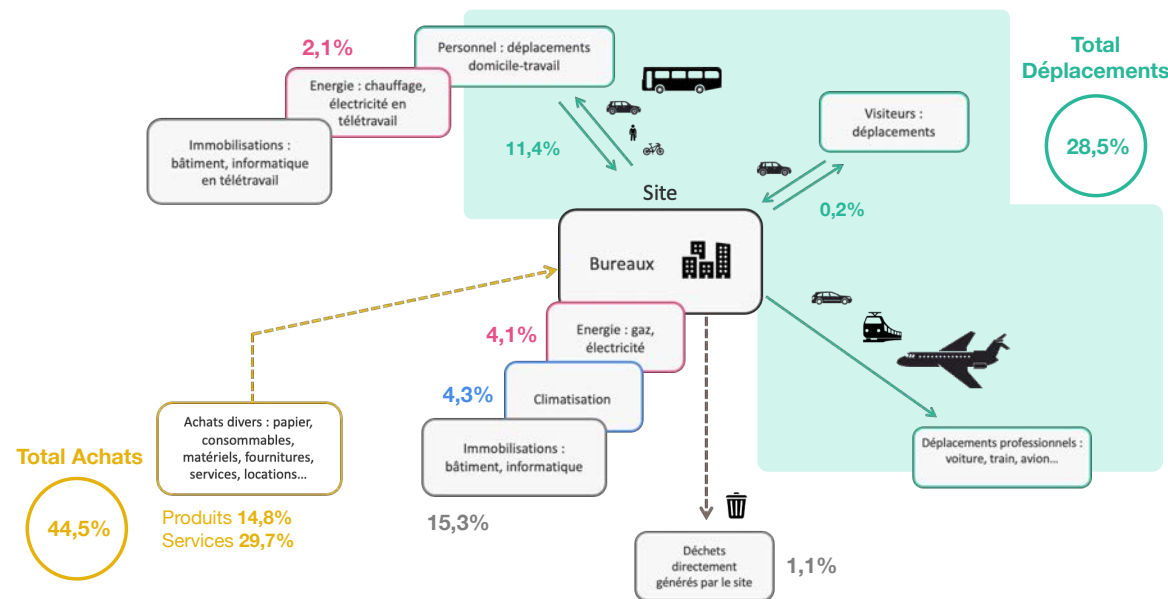 2,1%
Personnel : déplacements
domicile-travail
Energie : chauffage,
électricité en
télétravail
Immobilisations :
bâtiment, informatique
en télétravail
11,4%
Visiteurs :
déplacements
0,2%
Total
Déplacements
28,5%
Site
Bureaux
4,1%
Energie : gaz,
électricité
4,3%
Climatisation
Immobilisations :
bâtiment, informatique
15,3%
Déplacements professionnels :
voiture, train, avion...
Total Achats
44,5%
Achats divers : papier,
consommables,
matériels, fournitures,
services, locations...
Produits 14,8%
Services 29,7%
Déchets
directement
générés par le site
1,1%